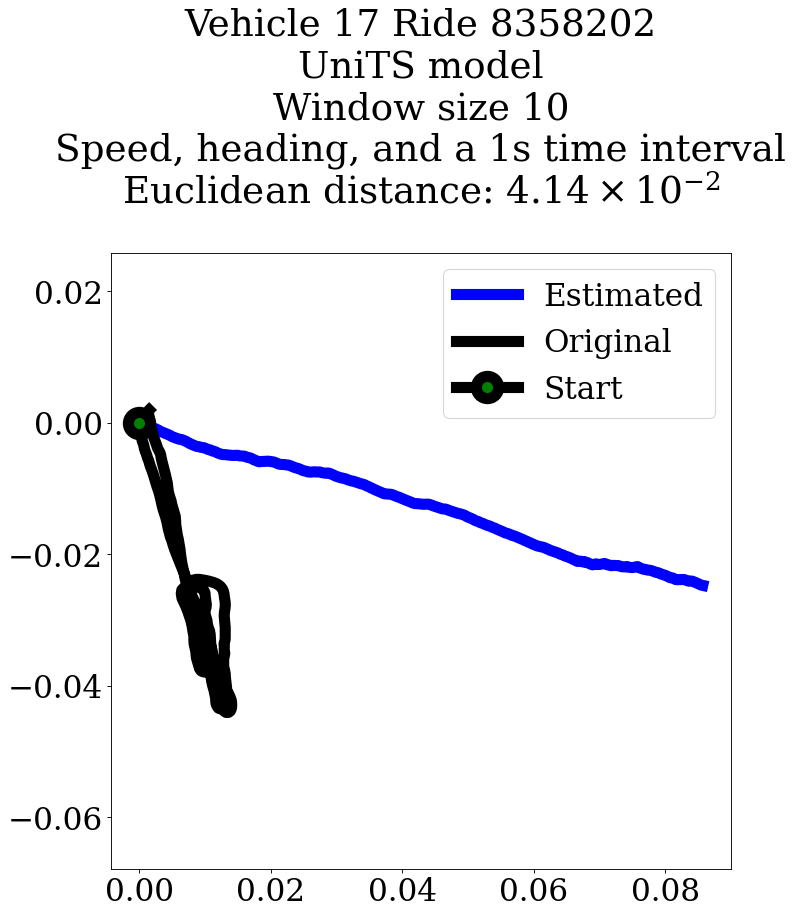 Vehicle 17 Ride 8358202
UniTS model
Window size 10
Speed, heading, and a 1s time interval
Euclidean distance: 4.14 × 10⁻²
Estimated
Original
Start
0.02
0.00
−0.02
−0.04
−0.06
0.00 0.02 0.04 0.06 0.08